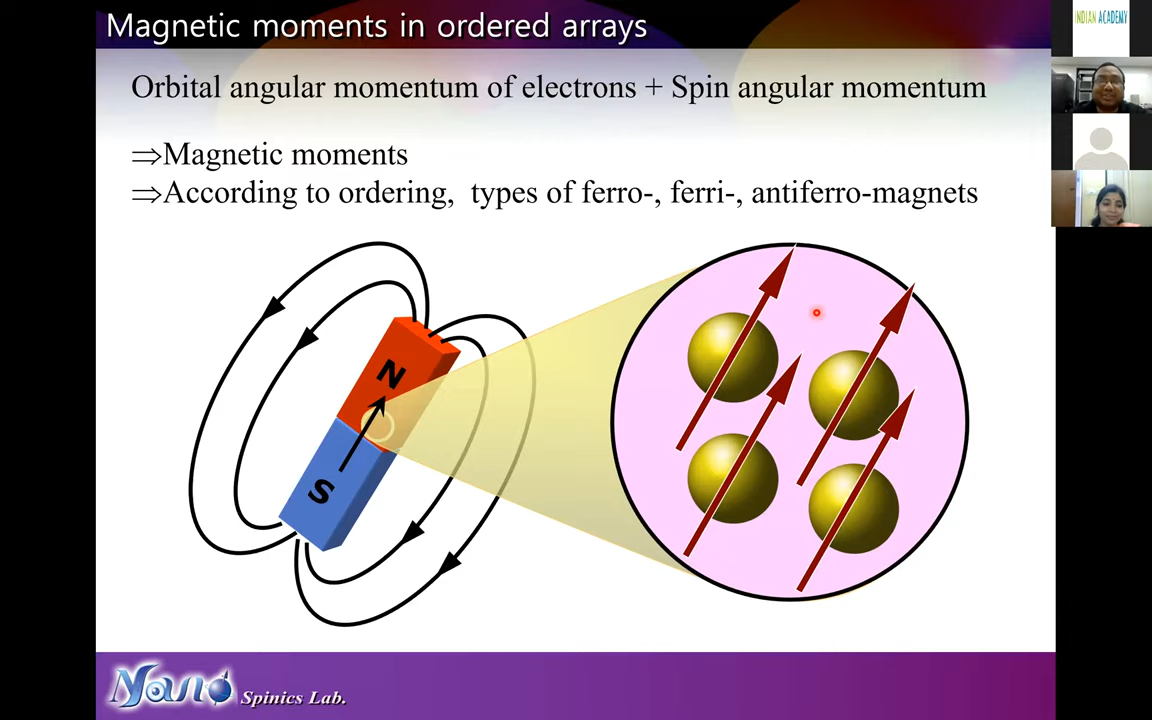 Magnetic moments in ordered arrays
INDIAN ACADEMY
Orbital angular momentum of electrons + Spin angular momentum
⇒Magnetic moments
⇒According to ordering, types of ferro-, ferri-, antiferro-magnets
N
S
Nano
Spinics Lab.